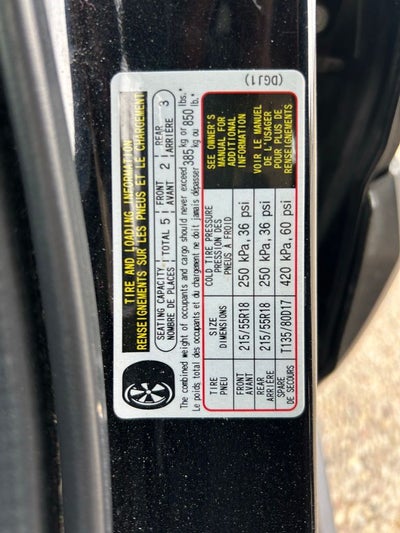 TIRE AND LOADING INFORMATION
RENSEIGNEMENTS SUR LES PNEUS ET LE CHARGEMENT
SEATING CAPACITY TOTAL 5 FRONT 2 REAR 3
NOMBRE DE PLACES AVANT ARRIÈRE
The combined weight of occupants and cargo should never exceed 385 kg or 850 lbs.
Le poids total des occupants et du chargement ne doit jamais dépasser 385 kg ou 850 lb.
TIRE SIZE COLD TIRE PRESSURE
PNEU DIMENSIONS PRESSION DES PNEUS À FROID
FRONT 215/55R18 250 kPa, 36 psi
AVANT
REAR 215/55R18 250 kPa, 36 psi
ARRIÈRE
SPARE T135/80D17 420 kPa, 60 psi
DE SECOURS
SEE OWNER'S
MANUAL FOR
ADDITIONAL
INFORMATION
VOIR LE MANUEL
DE L'USAGER
POUR PLUS DE
RENSEIGNEMENTS
(DGJ1)